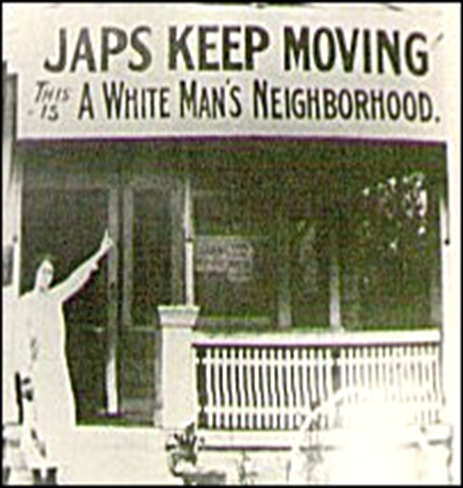 JAPS KEEP MOVING
THIS IS A WHITE MAN'S NEIGHBORHOOD.